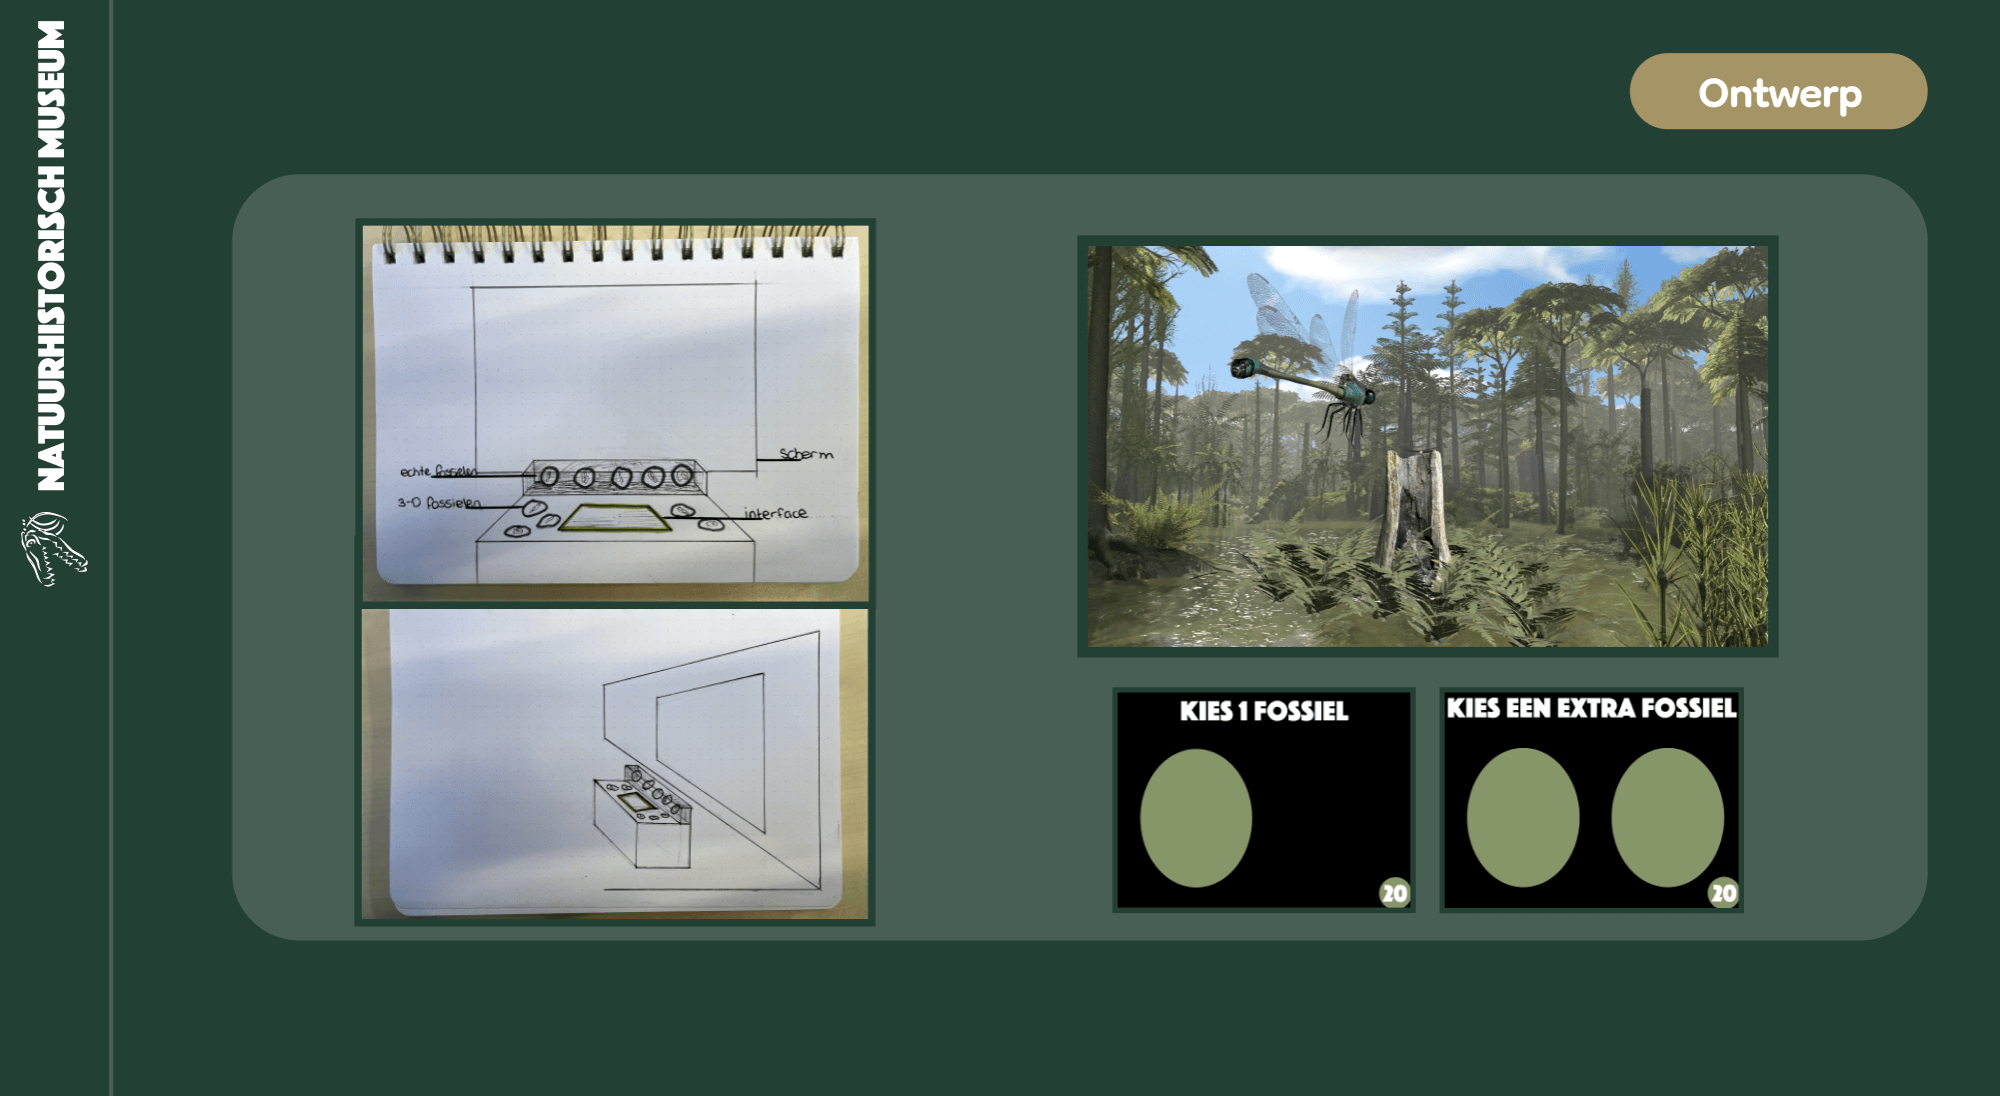 NATUURHISTORISCH MUSEUM
Ontwerp
scherm
echte fossielen
3-D fossielen
interface
KIES 1 FOSSIEL
20
KIES EEN EXTRA FOSSIEL
20